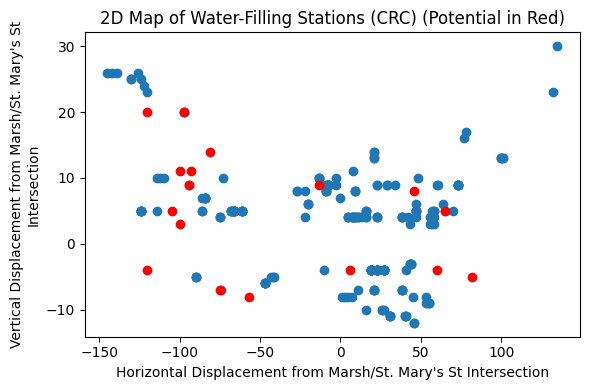 2D Map of Water-Filling Stations (CRC) (Potential in Red)
Vertical Displacement from Marsh/St. Mary's St
Intersection
30
20
10
0
−10
−150
−100
−50
0
50
100
Horizontal Displacement from Marsh/St. Mary's St Intersection